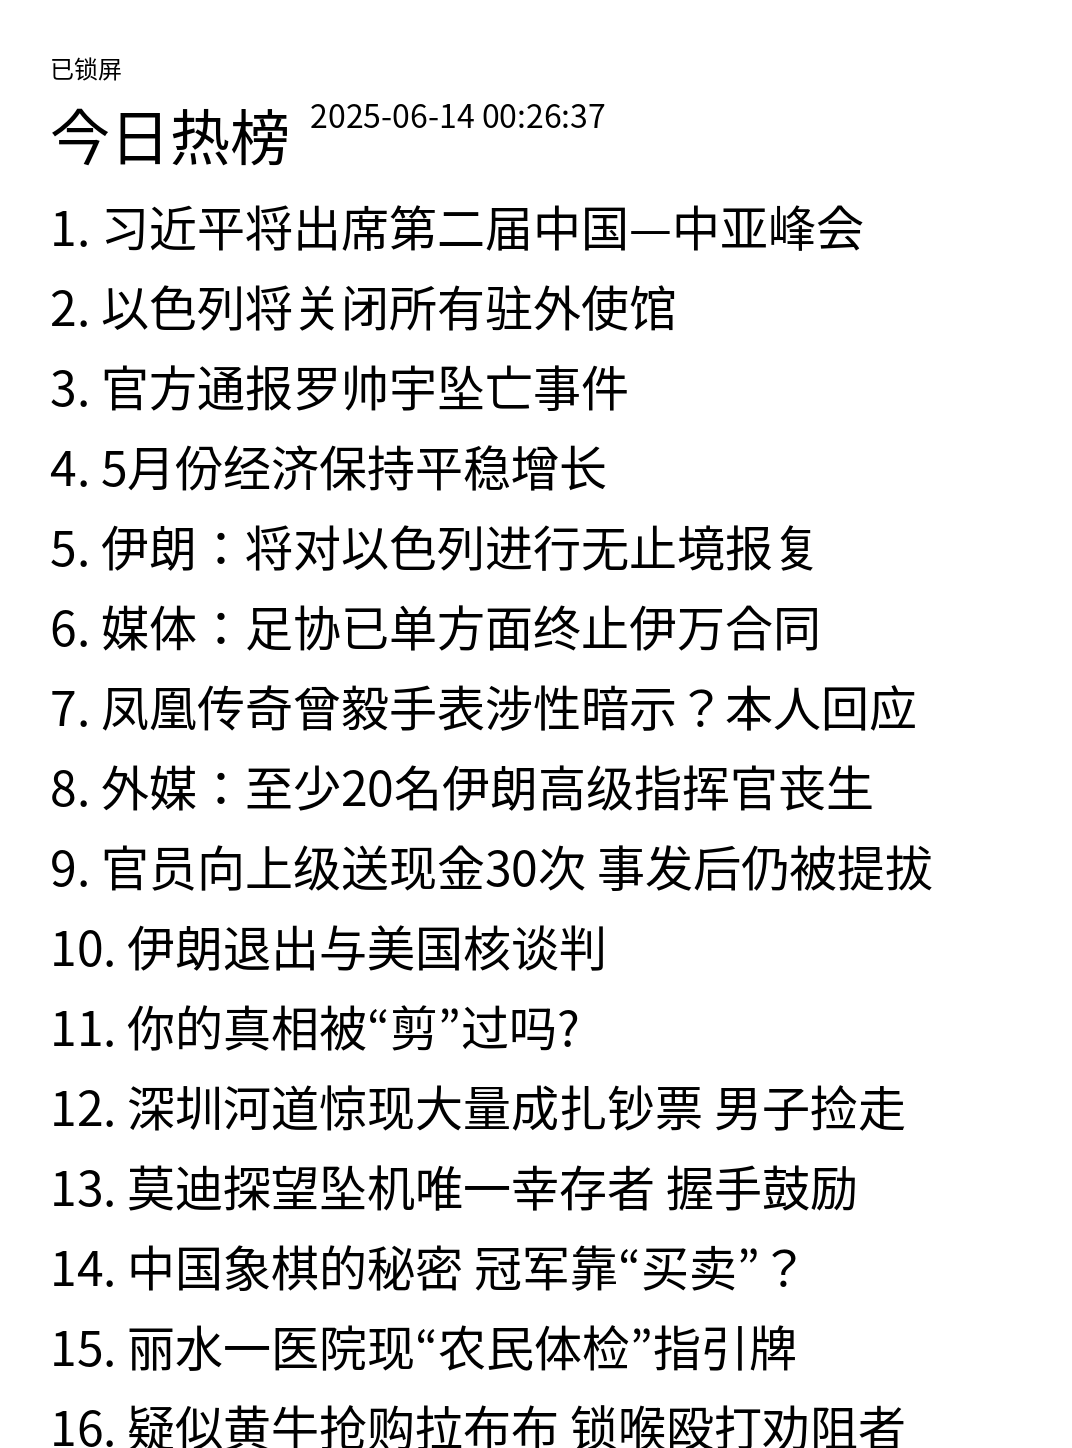 已锁屏
今日热榜 2025-06-14 00:26:37
1. 习近平将出席第二届中国—中亚峰会
2. 以色列将关闭所有驻外使馆
3. 官方通报罗帅宇坠亡事件
4. 5月份经济保持平稳增长
5. 伊朗：将对以色列进行无止境报复
6. 媒体：足协已单方面终止伊万合同
7. 凤凰传奇曾毅手表涉性暗示？本人回应
8. 外媒：至少20名伊朗高级指挥官丧生
9. 官员向上级送现金30次 事发后仍被提拔
10. 伊朗退出与美国核谈判
11. 你的真相被“剪”过吗?
12. 深圳河道惊现大量成扎钞票 男子捡走
13. 莫迪探望坠机唯一幸存者 握手鼓励
14. 中国象棋的秘密 冠军靠“买卖”？
15. 丽水一医院现“农民体检”指引牌
16. 疑似黄牛抢购拉布布 锁喉殴打劝阻者